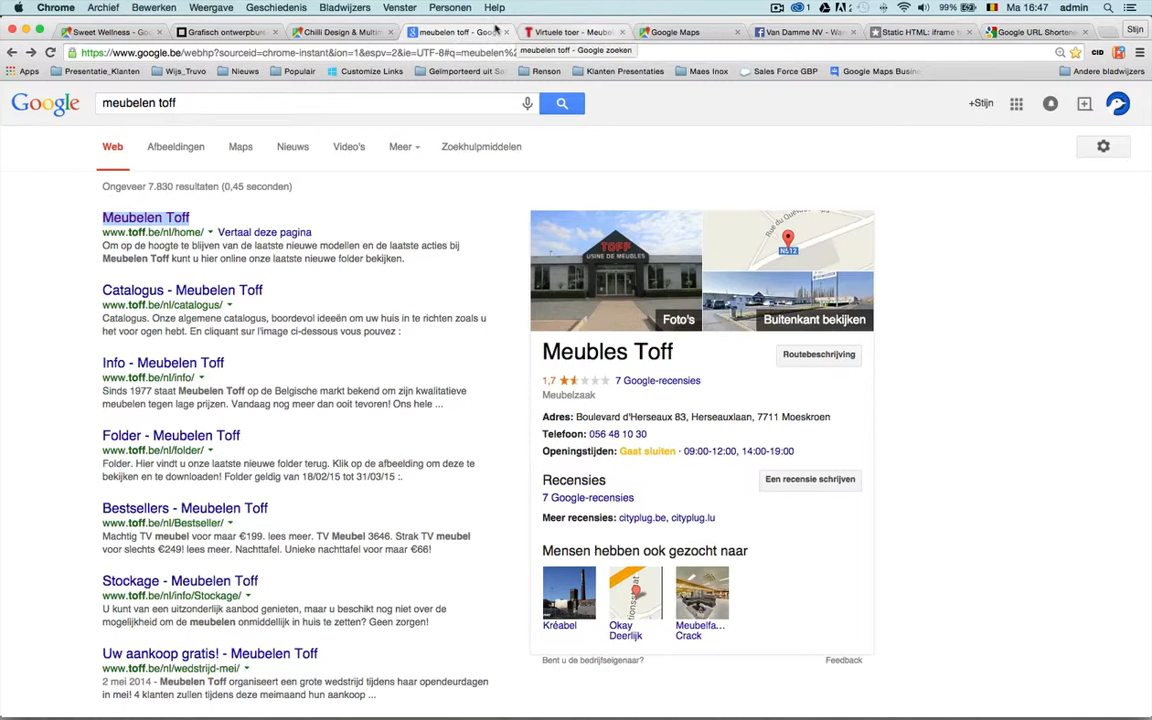 Chrome Archief Bewerken Weergave Geschiedenis Bladwijzers Venster Personen Help 99% Ma 16:47 admin
Sweet Wellness - Go Grafisch ontwerpbure Chilli Design & Multim meubelen toff - Goog Virtuele toer - Meube Google Maps Van Damme NV - Wa Static HTML: iframe t Google URL Shorten Stijn
https://www.google.be/webhp?sourceid=chrome-instant&ion=1&espv=2&ie=UTF-8#q=meubelen%2 CID
meubelen toff - Google zoeken
Apps Presentatie_Klanten Wijs_Truvo Nieuws Populair Customize Links Geïmporteerd uit Sa Renson Klanten Presentaties Maes Inox Sales Force GBP Google Maps Busin Andere bladwijzers
Google meubelen toff +Stijn
Web Afbeeldingen Maps Nieuws Video's Meer Zoekhulpmiddelen
Ongeveer 7.830 resultaten (0,45 seconden)
Meubelen Toff
www.toff.be/nl/home/ Vertaal deze pagina
Om op de hoogte te blijven van de laatste nieuwe modellen en de laatste acties bij
Meubelen Toff kunt u hier online onze laatste nieuwe folder bekijken.
Catalogus - Meubelen Toff
www.toff.be/nl/catalogus/
Catalogus. Onze algemene catalogus, boordevol ideeën om uw huis in te richten zoals u
het voor ogen hebt. En cliquant sur l'image ci-dessous vous pouvez :
Info - Meubelen Toff
www.toff.be/nl/info/
Sinds 1977 staat Meubelen Toff op de Belgische markt bekend om zijn kwalitatieve
meubelen tegen lage prijzen. Vandaag nog meer dan ooit tevoren! Ons hele ...
Folder - Meubelen Toff
www.toff.be/nl/folder/
Folder. Hier vindt u onze laatste nieuwe folder terug. Klik op de afbeelding om deze te
bekijken en te downloaden! Folder geldig van 18/02/15 tot 31/03/15 :.
Bestsellers - Meubelen Toff
www.toff.be/nl/Bestseller/
Machtig TV meubel voor maar €199. lees meer. TV Meubel 3646. Strak TV meubel
voor slechts €249! lees meer. Nachttafel. Unieke nachttafel voor maar €66!
Stockage - Meubelen Toff
www.toff.be/nl/info/Stockage/
U kunt van een uitzonderlijk aanbod genieten, maar u beschikt nog niet over de
mogelijkheid om de meubelen onmiddellijk in huis te zetten? Geen zorgen!
Uw aankoop gratis! - Meubelen Toff
www.toff.be/nl/wedstrijd-mei/
2 mei 2014 - Meubelen Toff organiseert een grote wedstrijd tijdens haar opendeurdagen
in mei! 4 klanten zullen tijdens deze meimaand hun aankoop ...
TOFF
USINE DE MEUBLES
Rue du Quesno
N512
Foto's
Buitenkant bekijken
Meubles Toff
Routebeschrijving
1,7 7 Google-recensies
Meubelzaak
Adres: Boulevard d'Herseaux 83, Herseauxlaan, 7711 Moeskroen
Telefoon: 056 48 10 30
Openingstijden: Gaat sluiten · 09:00-12:00, 14:00-19:00
Recensies
Een recensie schrijven
7 Google-recensies
Meer recensies: cityplug.be, cityplug.lu
Mensen hebben ook gezocht naar
Kréabel Okay Meubelfa...
Deerlijk Crack
Bent u de bedrijfseigenaar? Feedback